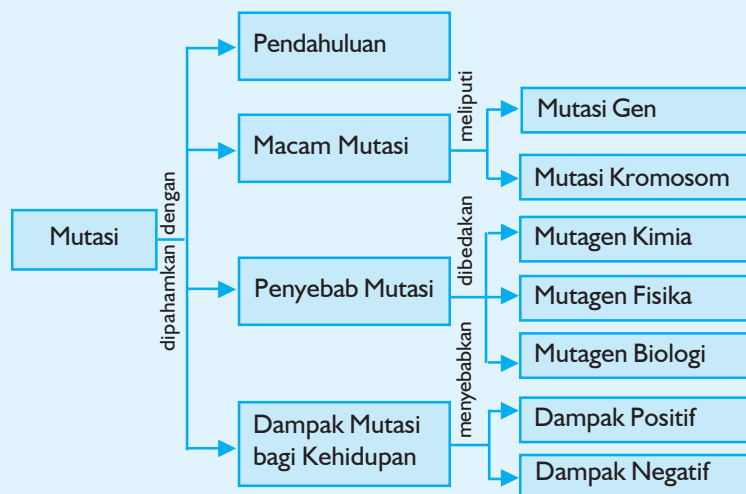 Mutasi
dipahamkan dengan
Pendahuluan
Macam Mutasi
meliputi
Mutasi Gen
Mutasi Kromosom
Penyebab Mutasi
dibedakan
Mutagen Kimia
Mutagen Fisika
Mutagen Biologi
Dampak Mutasi
bagi Kehidupan
menyebabkan
Dampak Positif
Dampak Negatif